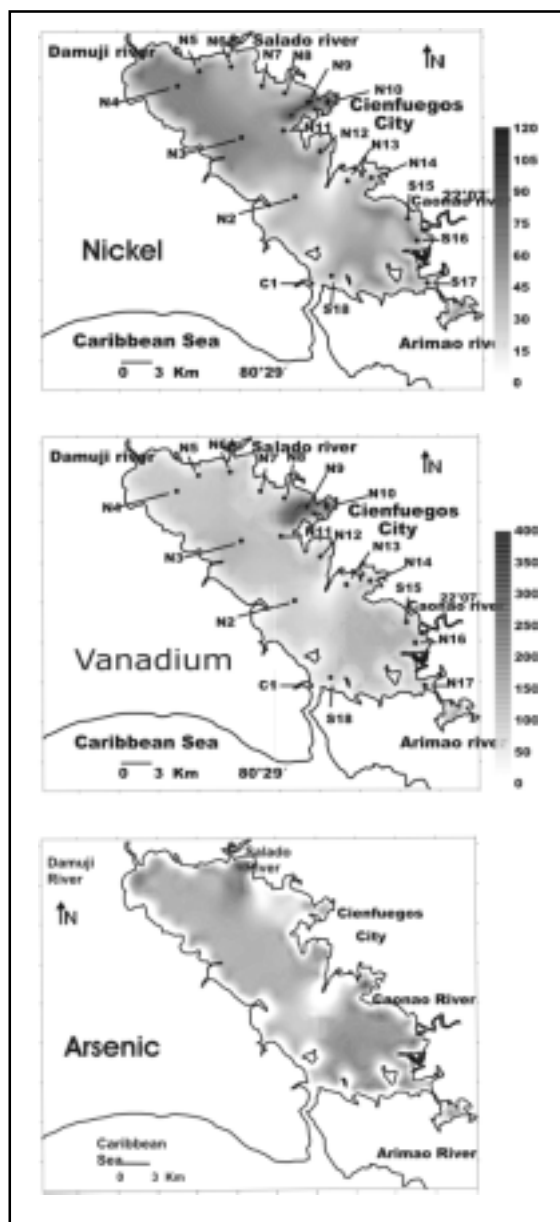 Damuji river
N5
N6
Salado river
N7
N8
N9
N4
N10
Cienfuegos
City
N
N3
N11
N12
N13
N14
S15
22°07'
Caonao river
N2
S16
Nickel
C1
S17
S18
Arimao river
Caribbean Sea
0 3 Km
80°29'
120
105
90
75
60
45
30
15
0
Damuji river
N5
N6
Salado river
N7
N8
N9
N4
N10
Cienfuegos
City
N
N3
N11
N12
N13
N14
S15
22°07'
Caonao river
N2
N16
Vanadium
C1
N17
S18
Arimao river
Caribbean Sea
0 3 Km
80°29'
400
350
300
250
200
150
100
50
0
Damuji
River
Salado
river
N
Cienfuegos
City
Caonao River
Arsenic
Caribbean
Sea
0 3 Km
Arimao River